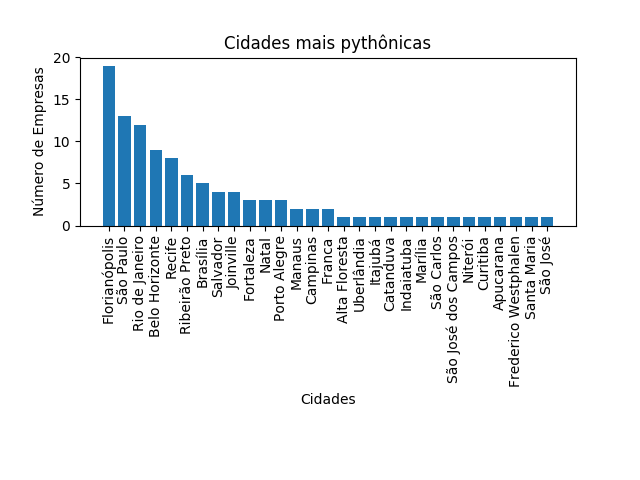 Cidades mais pythônicas
Número de Empresas
20
15
10
5
0
Florianópolis
São Paulo
Rio de Janeiro
Belo Horizonte
Recife
Ribeirão Preto
Brasília
Salvador
Joinville
Fortaleza
Natal
Porto Alegre
Manaus
Campinas
Franca
Alta Floresta
Uberlândia
Itajubá
Catanduva
Indaiatuba
Marília
São Carlos
São José dos Campos
Niterói
Curitiba
Apucarana
Frederico Westphalen
Santa Maria
São José
Cidades